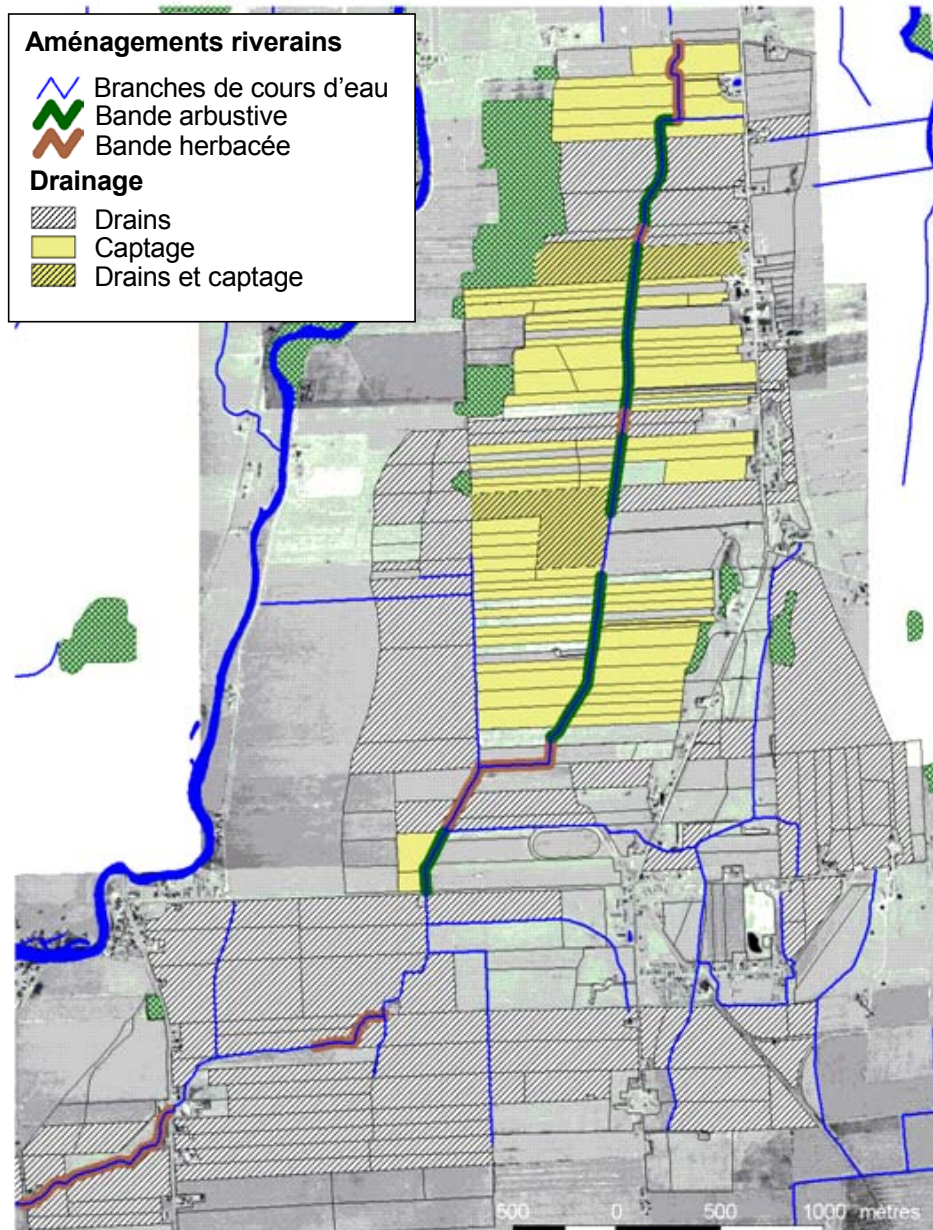 Aménagements riverains
Branches de cours d'eau
Bande arbustive
Bande herbacée
Drainage
Drains
Captage
Drains et captage
500 0 500 1000 mètres